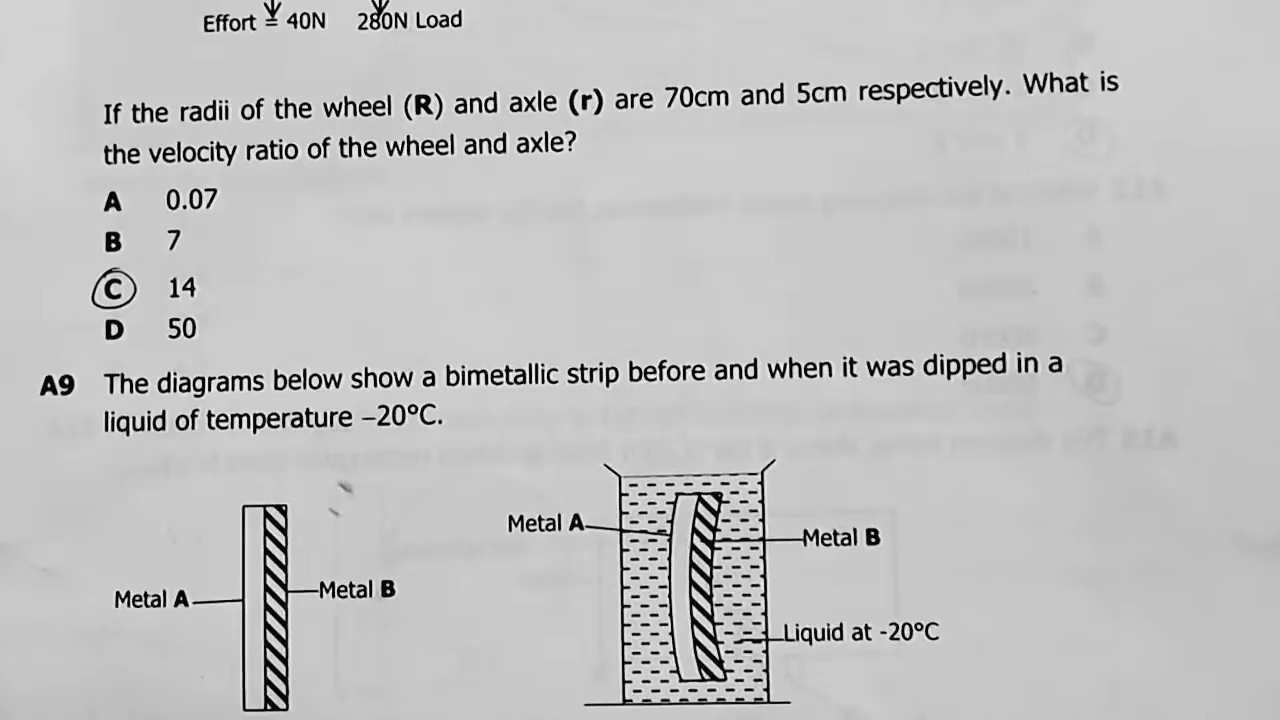 Effort = 40N 280N Load
If the radii of the wheel (R) and axle (r) are 70cm and 5cm respectively. What is
the velocity ratio of the wheel and axle?
A 0.07
B 7
C 14
D 50
A9 The diagrams below show a bimetallic strip before and when it was dipped in a
liquid of temperature –20°C.
Metal A
Metal B
Metal A
Metal B
Liquid at -20°C